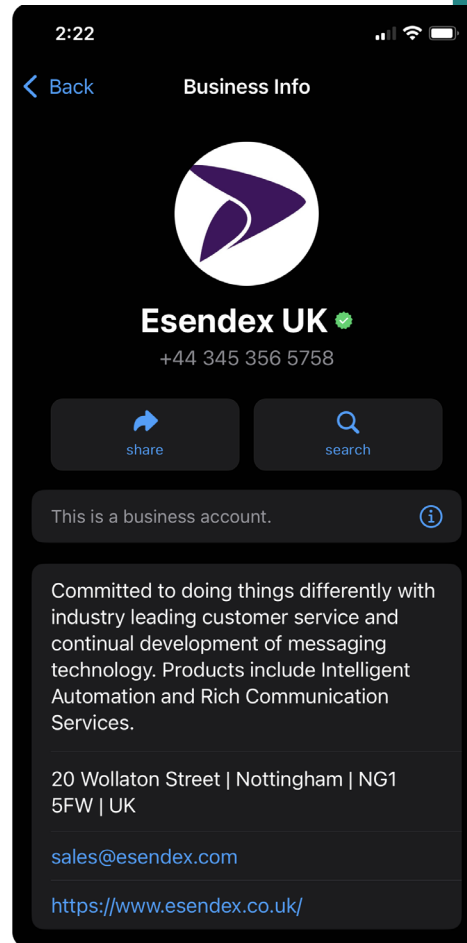 2:22
Back
Business Info
Esendex UK
+44 345 356 5758
share
search
This is a business account.
Committed to doing things differently with
industry leading customer service and
continual development of messaging
technology. Products include Intelligent
Automation and Rich Communication
Services.
20 Wollaton Street | Nottingham | NG1
5FW | UK
sales@esendex.com
https://www.esendex.co.uk/